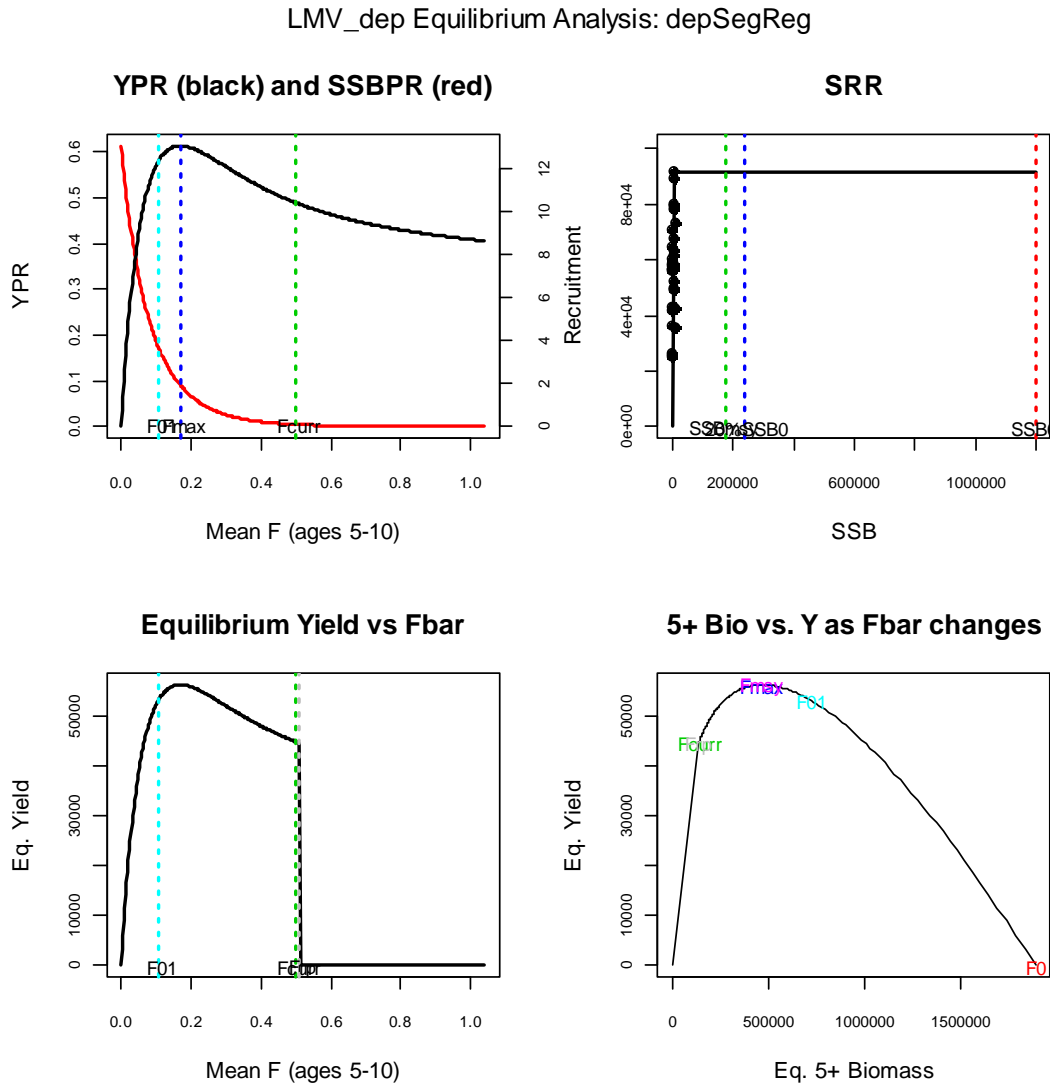 LMV_dep Equilibrium Analysis: depSegReg
YPR (black) and SSBPR (red)
YPR
0.0 0.1 0.2 0.3 0.4 0.5 0.6
F01
Fmax
Fcurr
0 2 4 6 8 10 12
0.0 0.2 0.4 0.6 0.8 1.0
Mean F (ages 5-10)
SRR
Recruitment
0e+00 4e+04 8e+04
20%SSB0
SSB0
0 200000 600000 1000000
SSB
Equilibrium Yield vs Fbar
Eq. Yield
0 10000 30000 50000
F01
Fcurr
0.0 0.2 0.4 0.6 0.8 1.0
Mean F (ages 5-10)
5+ Bio vs. Y as Fbar changes
Eq. Yield
0 10000 30000 50000
Fmax
F01
Fcurr
F0
0 500000 1000000 1500000
Eq. 5+ Biomass